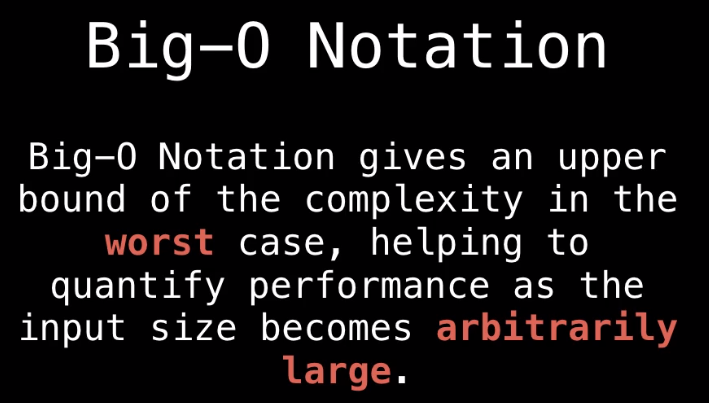 Big-O Notation
Big-O Notation gives an upper
bound of the complexity in the
worst case, helping to
quantify performance as the
input size becomes arbitrarily
large.